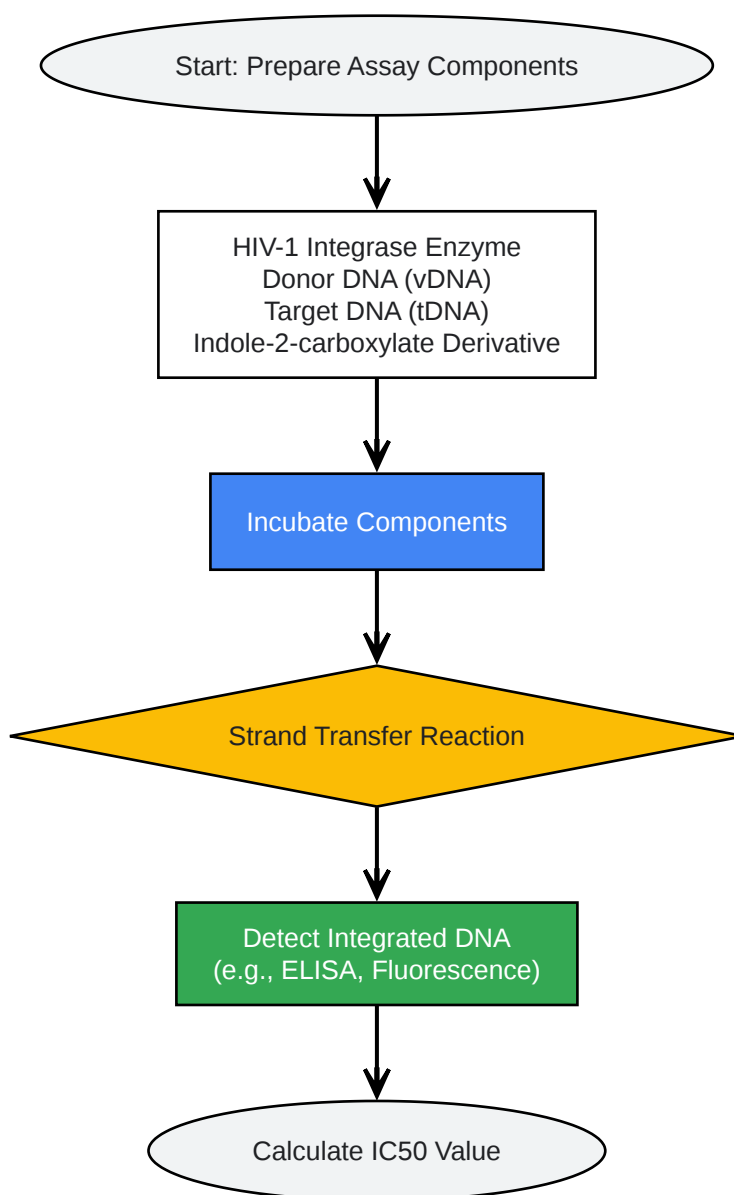 Start: Prepare Assay Components
HIV-1 Integrase Enzyme
Donor DNA (vDNA)
Target DNA (tDNA)
Indole-2-carboxylate Derivative
Incubate Components
Strand Transfer Reaction
Detect Integrated DNA
(e.g., ELISA, Fluorescence)
Calculate IC50 Value